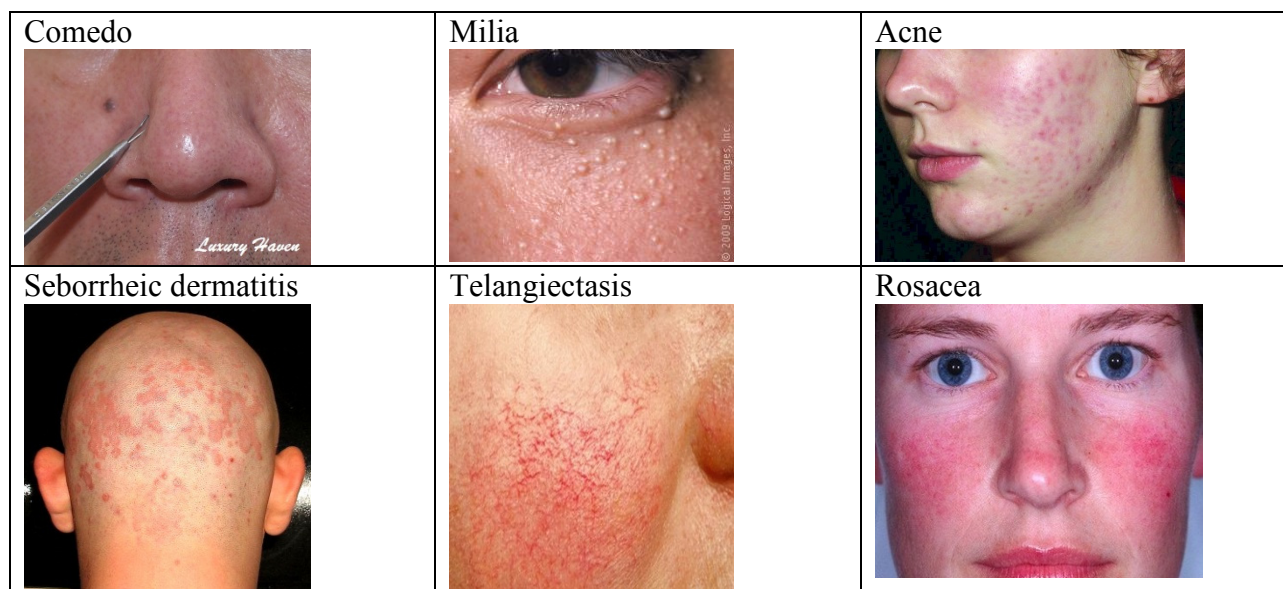 Comedo
Milia
Acne
Luxury Haven
© 2009 Logical Images, Inc
Seborrheic dermatitis
Telangiectasis
Rosacea